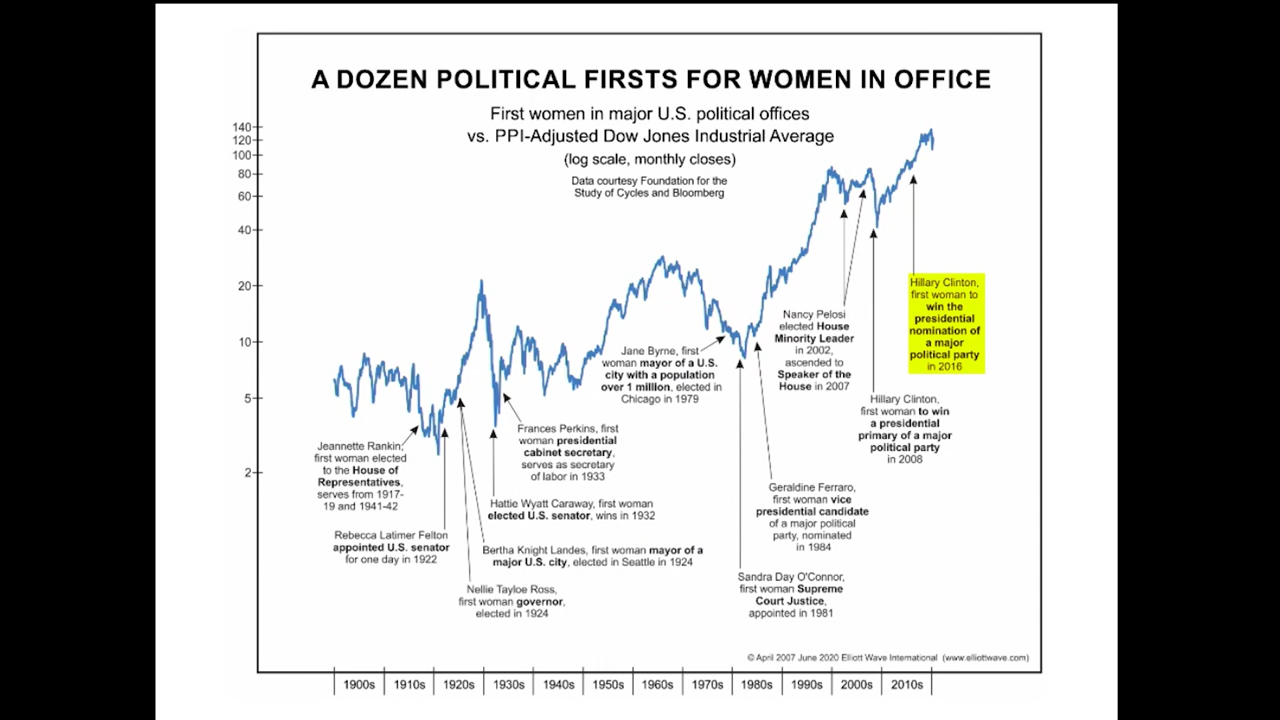 A DOZEN POLITICAL FIRSTS FOR WOMEN IN OFFICE
First women in major U.S. political offices
vs. PPI-Adjusted Dow Jones Industrial Average
(log scale, monthly closes)
Data courtesy Foundation for the
Study of Cycles and Bloomberg
140
120
100
80
60
40
20
10
5
2
Jeannette Rankin,
first woman elected
to the House of
Representatives,
serves from 1917-
19 and 1941-42
Rebecca Latimer Felton
appointed U.S. senator
for one day in 1922
Nellie Tayloe Ross,
first woman governor,
elected in 1924
Bertha Knight Landes, first woman mayor of a
major U.S. city, elected in Seattle in 1924
Hattie Wyatt Caraway, first woman
elected U.S. senator, wins in 1932
Frances Perkins, first
woman presidential
cabinet secretary,
serves as secretary
of labor in 1933
Jane Byrne, first
woman mayor of a U.S.
city with a population
over 1 million, elected in
Chicago in 1979
Sandra Day O'Connor,
first woman Supreme
Court Justice,
appointed in 1981
Geraldine Ferraro,
first woman vice
presidential candidate
of a major political
party, nominated
in 1984
Nancy Pelosi
elected House
Minority Leader
in 2002,
ascended to
Speaker of the
House in 2007
Hillary Clinton,
first woman to win
a presidential
primary of a major
political party
in 2008
Hillary Clinton,
first woman to
win the
presidential
nomination of
a major
political party
in 2016
© April 2007 June 2020 Elliott Wave International (www.elliottwave.com)
1900s 1910s 1920s 1930s 1940s 1950s 1960s 1970s 1980s 1990s 2000s 2010s